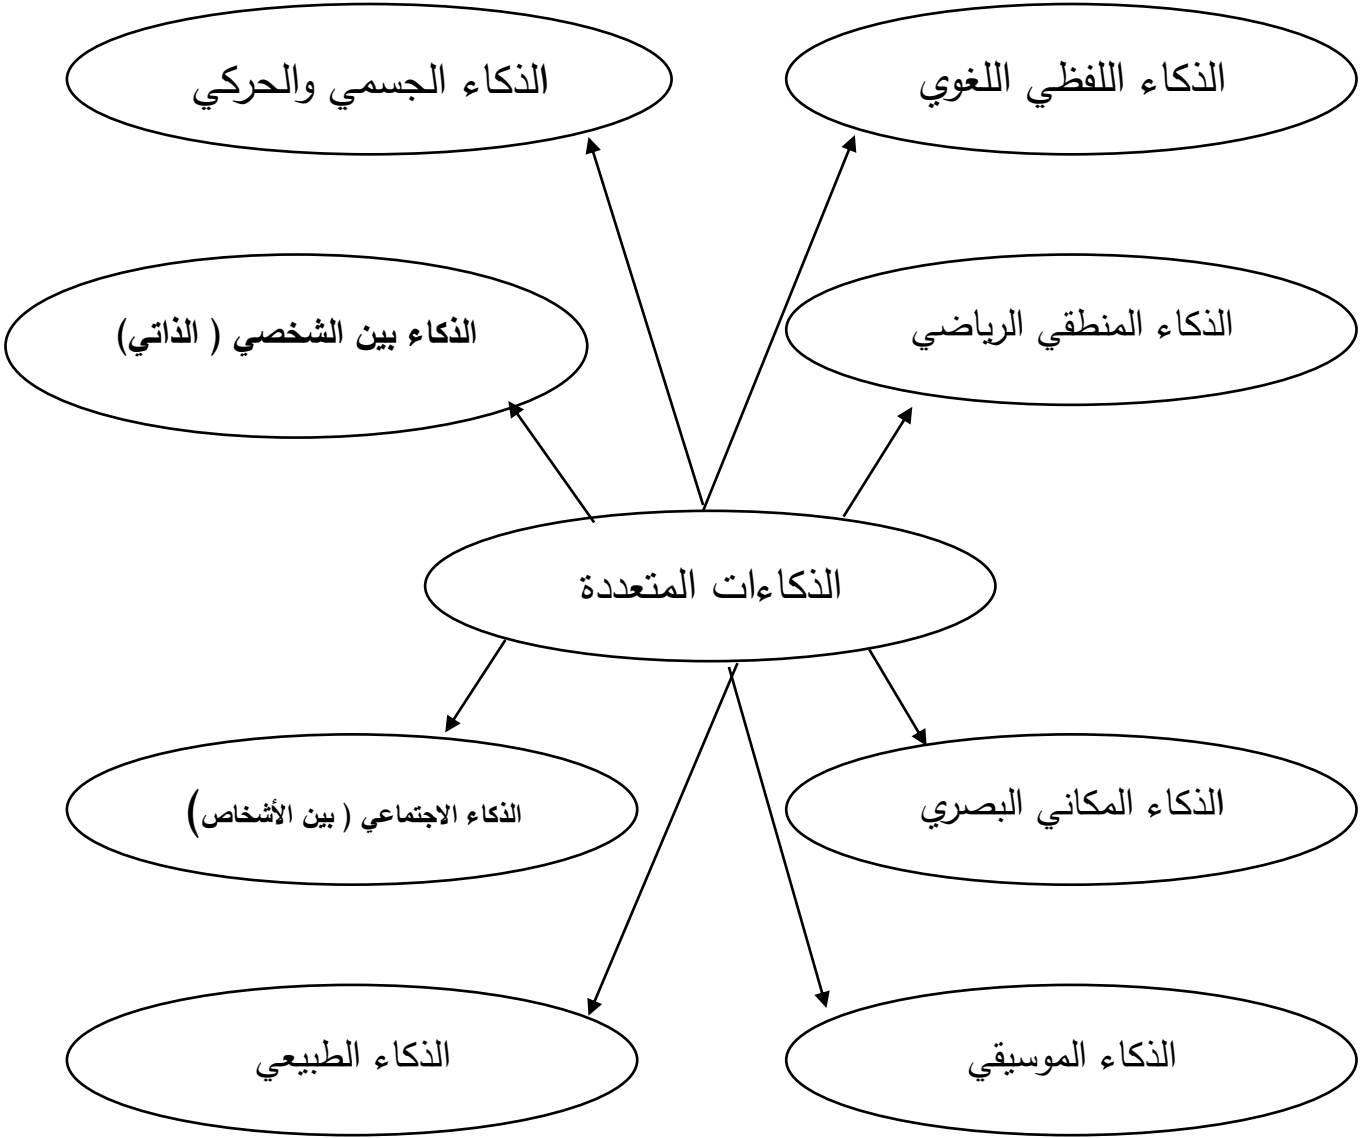 الذكاء اللفظي اللغوي
الذكاء الجسمي والحركي
الذكاء المنطقي الرياضي
الذكاء بين الشخصي ( الذاتي)
الذكاءات المتعددة
الذكاء المكاني البصري
الذكاء الاجتماعي ( بين الأشخاص)
الذكاء الموسيقي
الذكاء الطبيعي